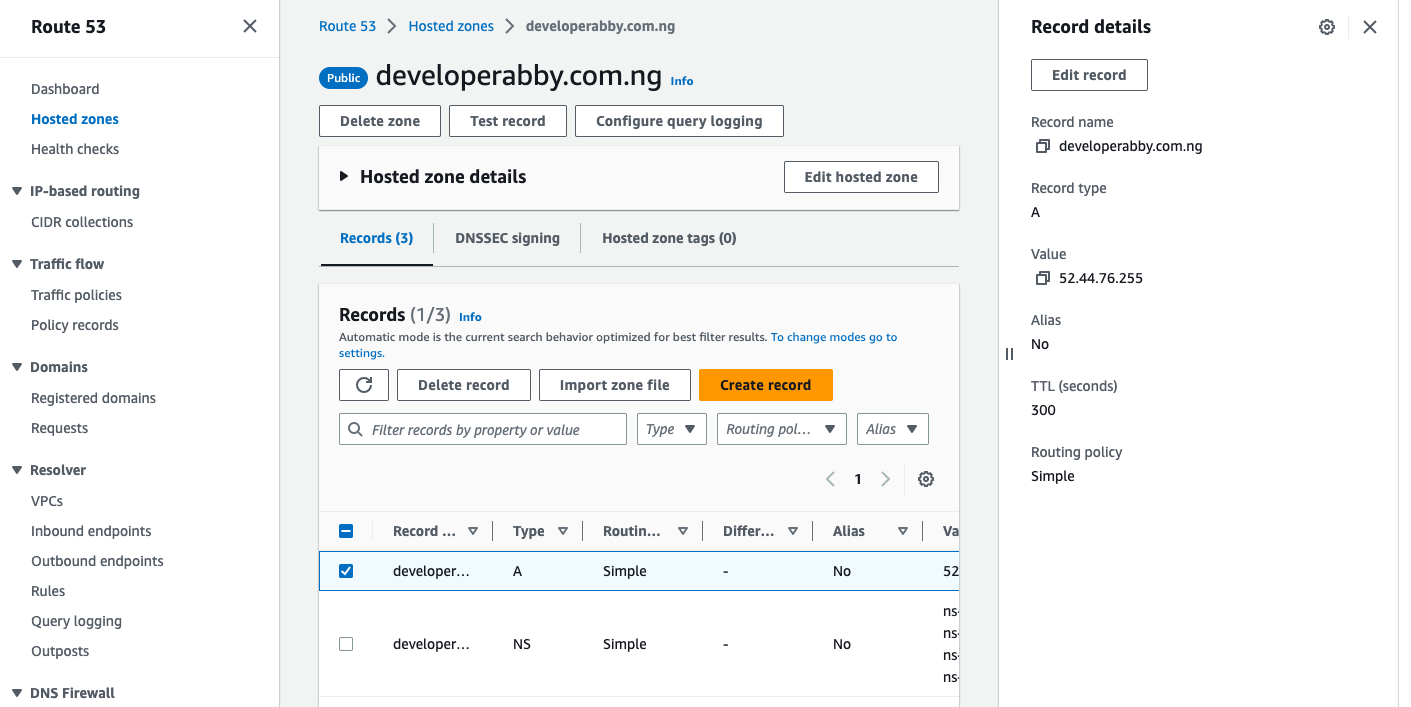 Route 53
Dashboard
Hosted zones
Health checks
IP-based routing
CIDR collections
Traffic flow
Traffic policies
Policy records
Domains
Registered domains
Requests
Resolver
VPCs
Inbound endpoints
Outbound endpoints
Rules
Query logging
Outposts
DNS Firewall
Route 53 > Hosted zones > developerabby.com.ng
Public developerabby.com.ng Info
Delete zone Test record Configure query logging
Hosted zone details Edit hosted zone
Records (3) DNSSEC signing Hosted zone tags (0)
Records (1/3) Info
Automatic mode is the current search behavior optimized for best filter results. To change modes go to
settings.
Delete record Import zone file Create record
Filter records by property or value Type Routing pol... Alias
1
Record ... Type Routin... Differ... Alias Va
developer... A Simple - No 52
developer... NS Simple - No
ns-
ns-
ns-
ns-
Record details
Edit record
Record name
developerabby.com.ng
Record type
A
Value
52.44.76.255
Alias
No
TTL (seconds)
300
Routing policy
Simple